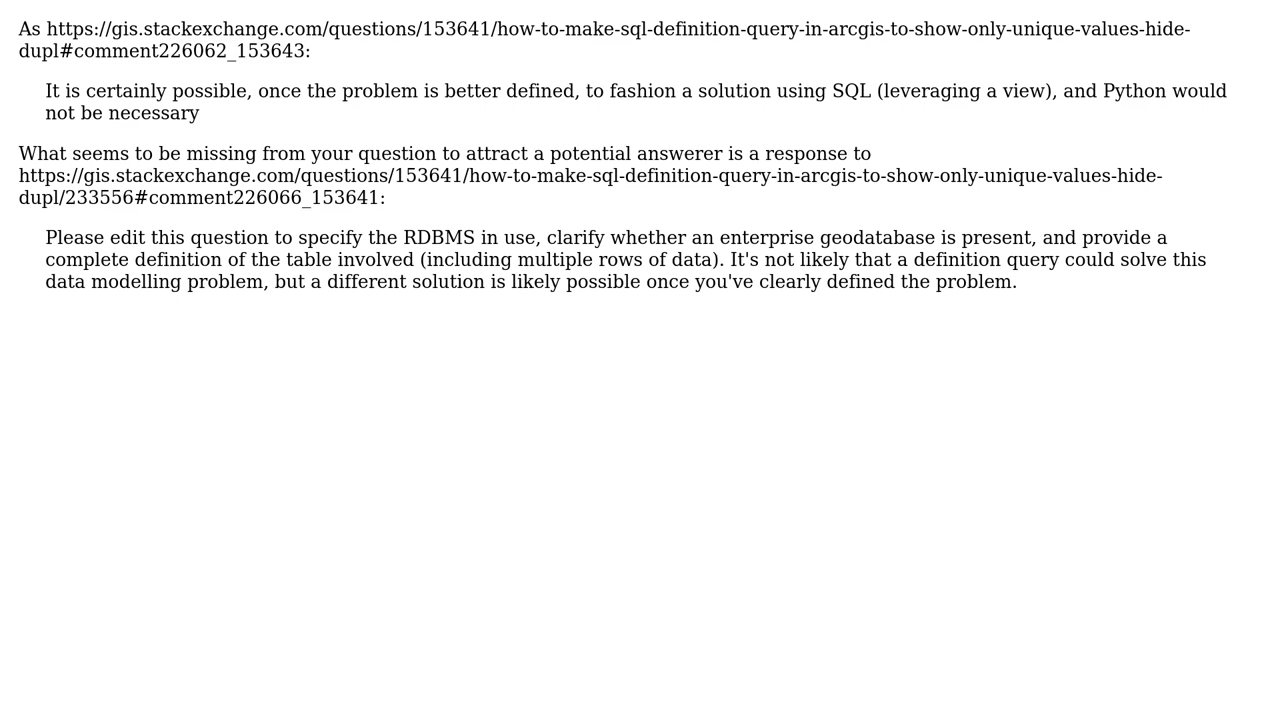 As https://gis.stackexchange.com/questions/153641/how-to-make-sql-definition-query-in-arcgis-to-show-only-unique-values-hide-
dupl#comment226062_153643:
It is certainly possible, once the problem is better defined, to fashion a solution using SQL (leveraging a view), and Python would
not be necessary
What seems to be missing from your question to attract a potential answerer is a response to
https://gis.stackexchange.com/questions/153641/how-to-make-sql-definition-query-in-arcgis-to-show-only-unique-values-hide-
dupl/233556#comment226066_153641:
Please edit this question to specify the RDBMS in use, clarify whether an enterprise geodatabase is present, and provide a
complete definition of the table involved (including multiple rows of data). It's not likely that a definition query could solve this
data modelling problem, but a different solution is likely possible once you've clearly defined the problem.